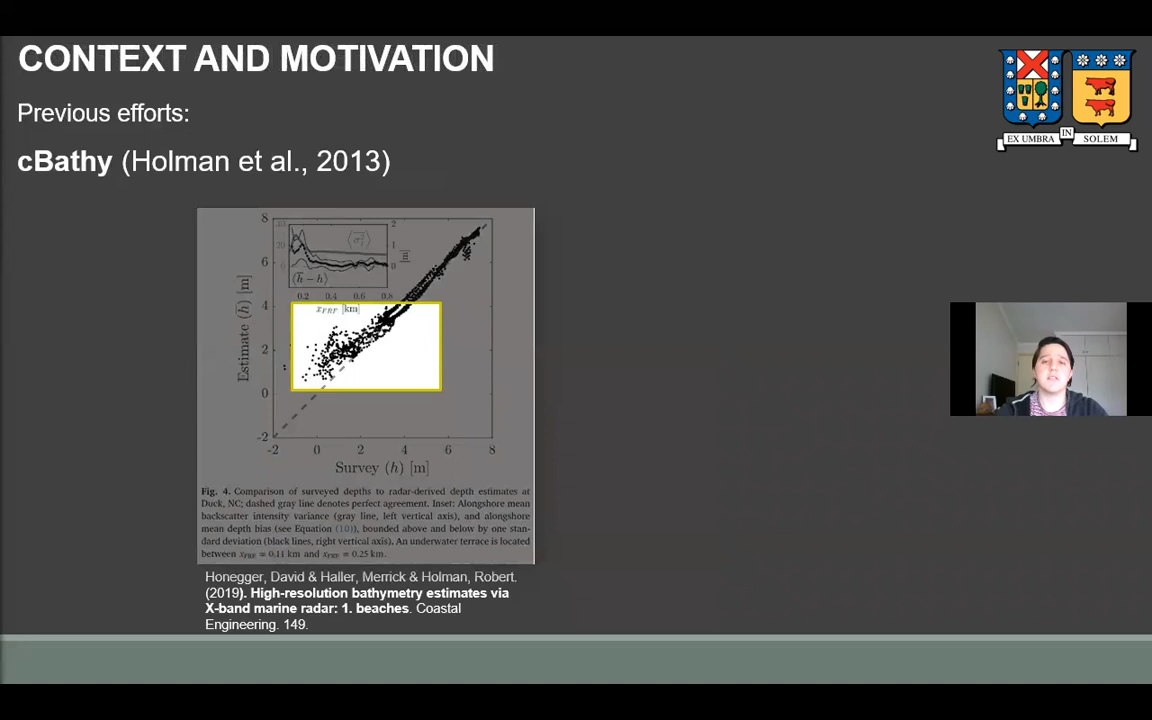 CONTEXT AND MOTIVATION
Previous efforts:
cBathy (Holman et al., 2013)
EX UMBRA IN SOLEM
8
6
4
2
0
-2
Estimate (h) [m]
2
1
0
0.2 0.4 0.6 0.8
x_FRF [km]
-2 0 2 4 6 8
Survey (h) [m]
Fig. 4. Comparison of surveyed depths to radar-derived depth estimates at
Duck, NC; dashed gray line denotes perfect agreement. Inset: Alongshore mean
backscatter intensity variance (gray line, left vertical axis), and alongshore
mean depth bias (see Equation (10)), bounded above and below by one stan-
dard deviation (black lines, right vertical axis). An underwater terrace is located
between x_FRF = 0.11 km and x_FRF = 0.25 km.
Honegger, David & Haller, Merrick & Holman, Robert.
(2019). High-resolution bathymetry estimates via
X-band marine radar: 1. beaches. Coastal
Engineering. 149.